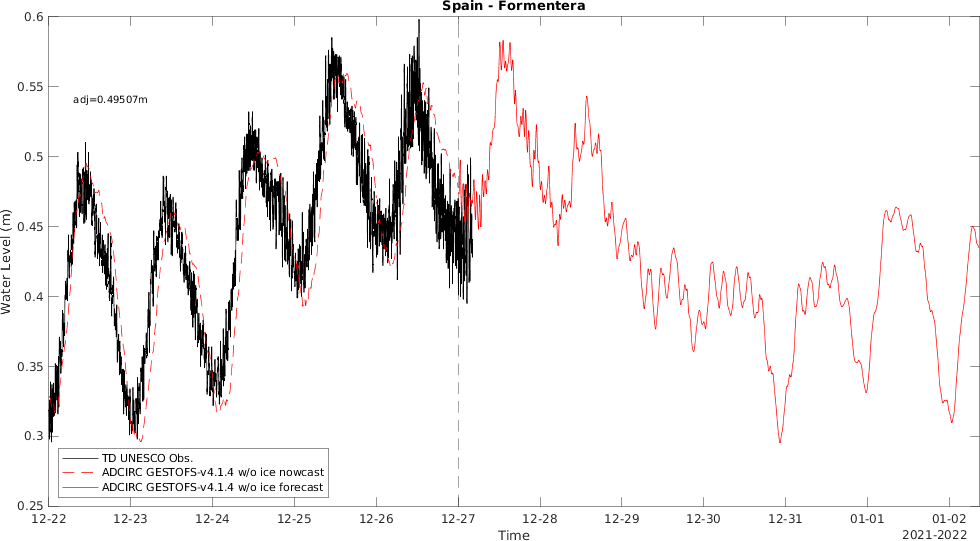 Spain - Formentera
0.6
0.55
0.5
0.45
0.4
0.35
0.3
0.25
Water Level (m)
adj=0.49507m
TD UNESCO Obs.
ADCIRC GESTOFS-v4.1.4 w/o ice nowcast
ADCIRC GESTOFS-v4.1.4 w/o ice forecast
12-22 12-23 12-24 12-25 12-26 12-27 12-28 12-29 12-30 12-31 01-01 01-02
Time
2021-2022